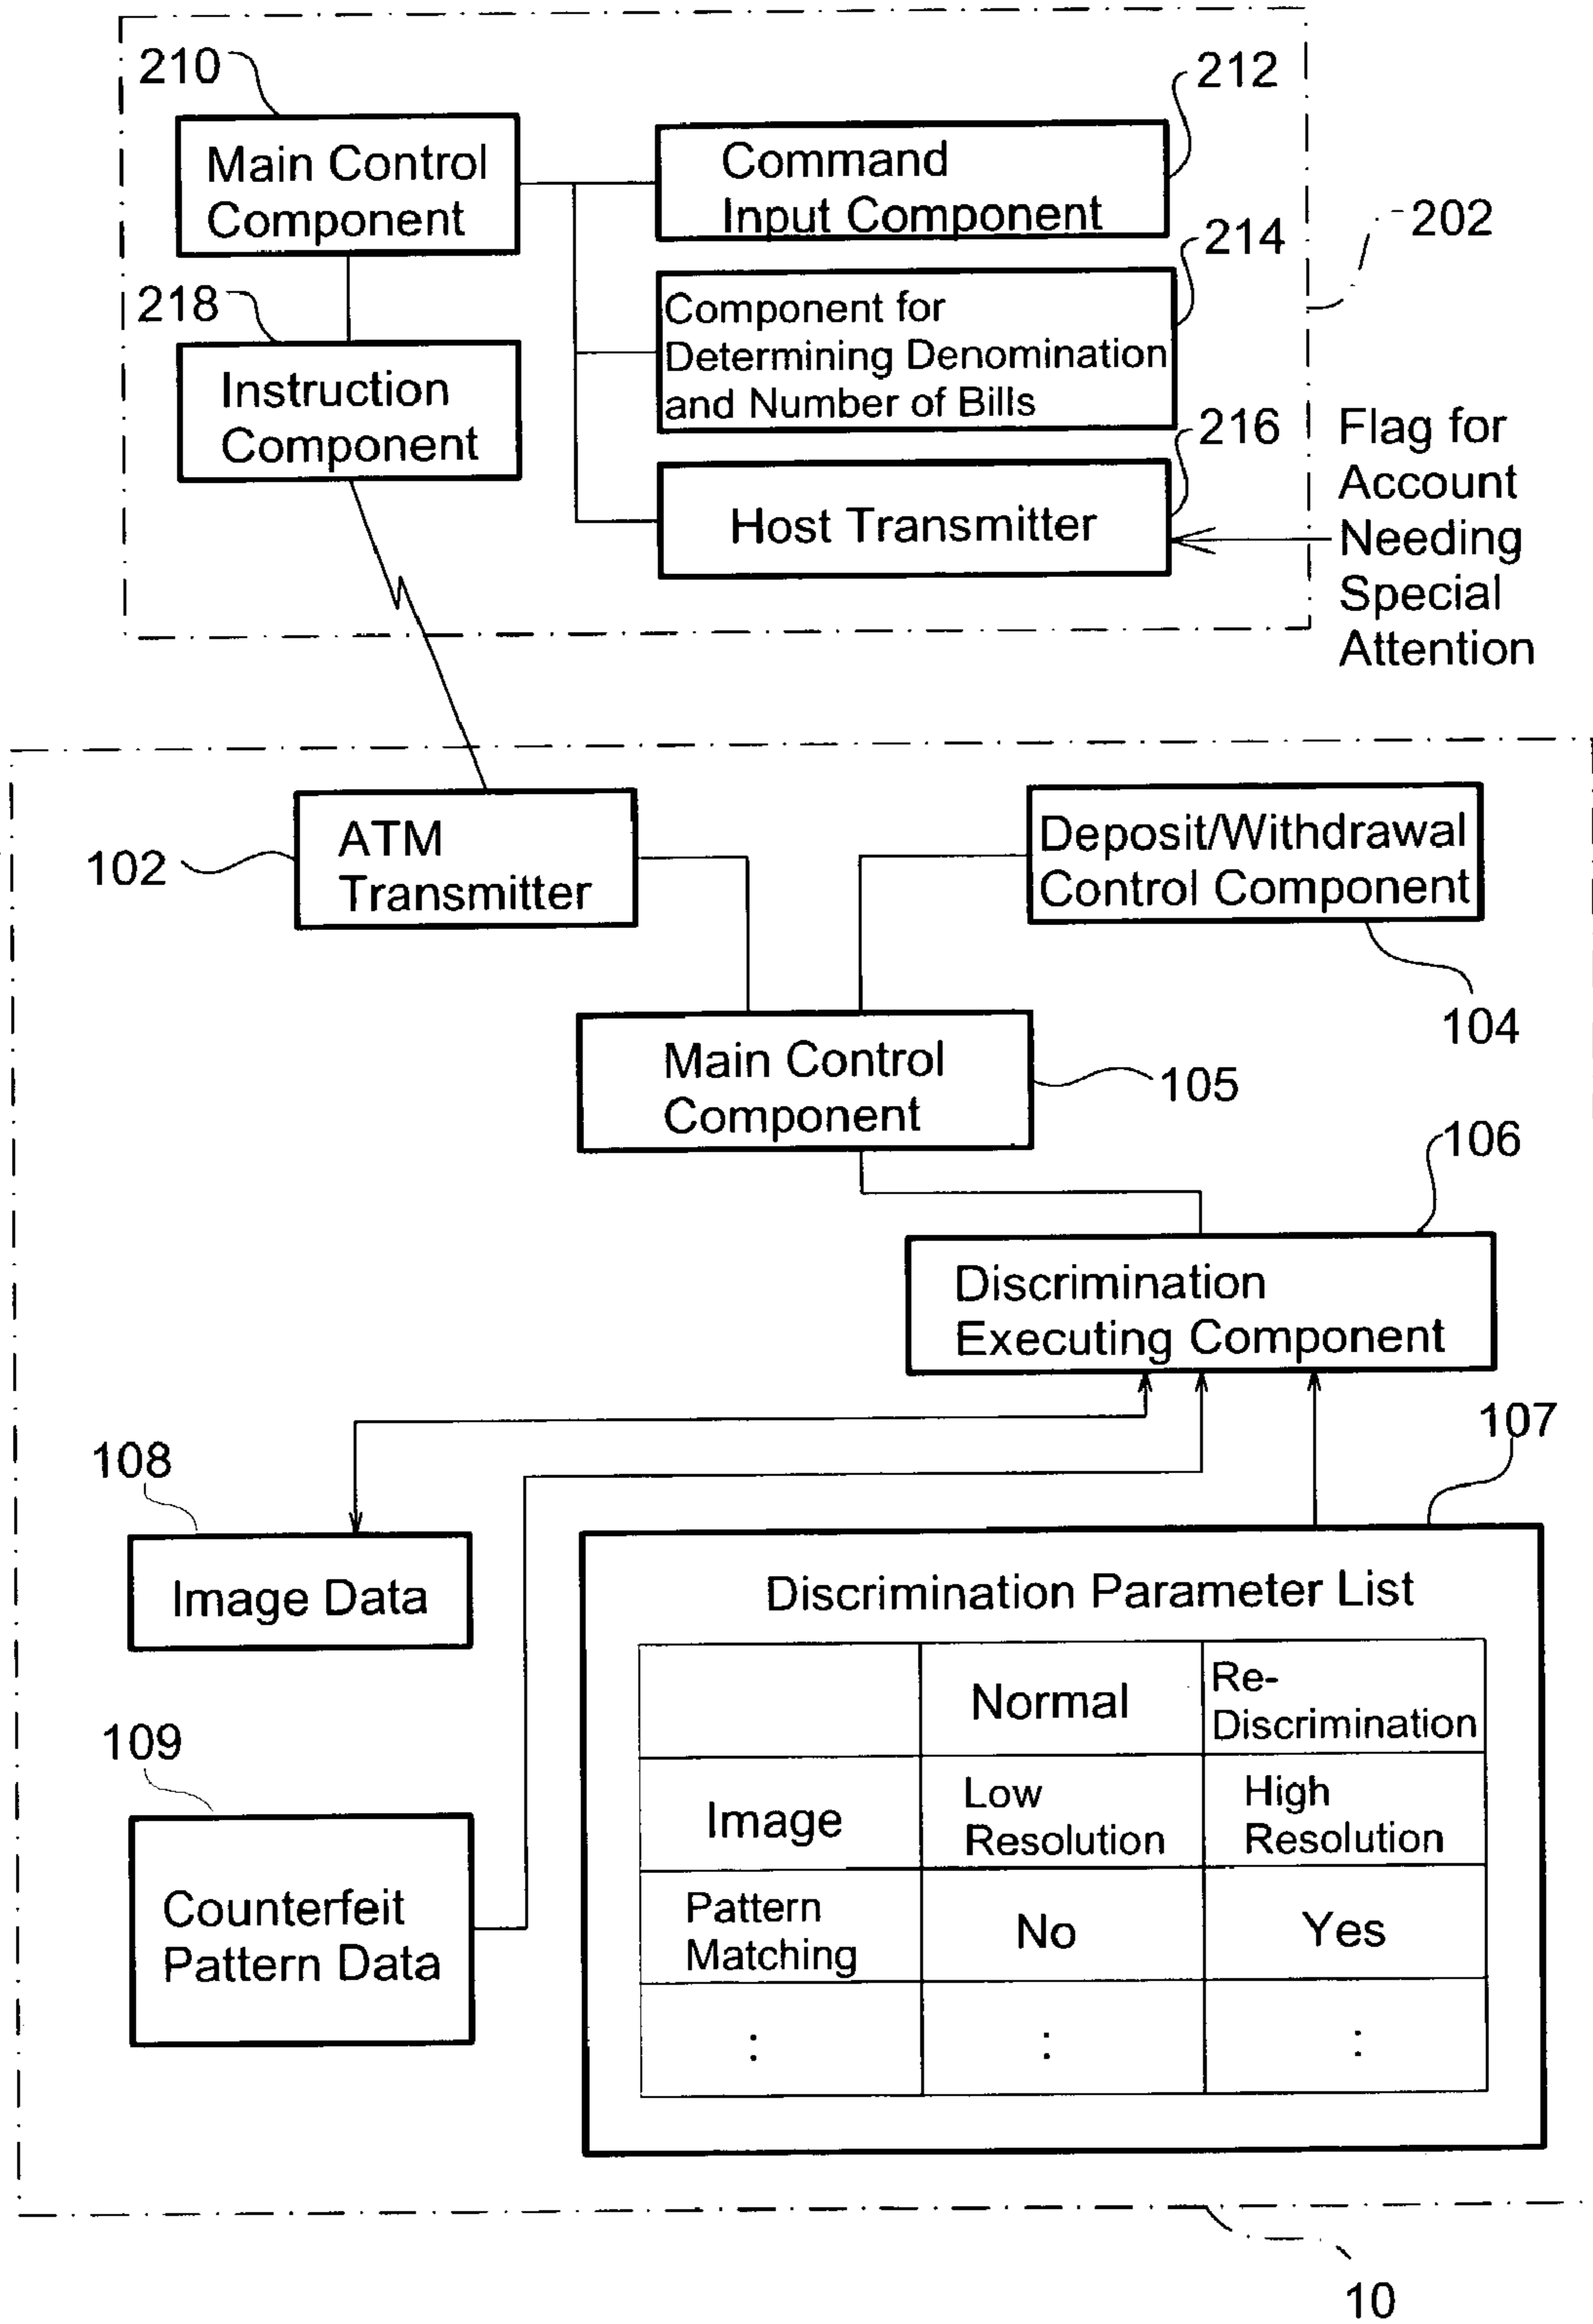 210
212
Main Control
Component
Command
Input Component
202
214
218
Component for
Determining Denomination
and Number of Bills
Instruction
Component
216
Host Transmitter
Flag for
Account
Needing
Special
Attention
102
ATM
Transmitter
Deposit/Withdrawal
Control Component
104
Main Control
Component
105
106
Discrimination
Executing Component
107
108
Image Data
Discrimination Parameter List
Normal
Re-
Discrimination
Image
Low
Resolution
High
Resolution
Pattern
Matching
No
Yes
:
:
:
109
Counterfeit
Pattern Data
10